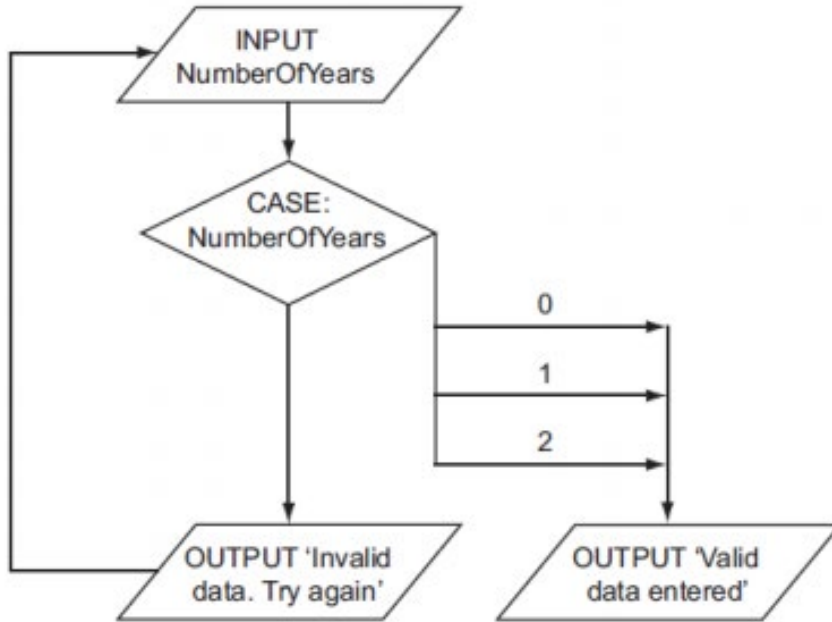 INPUT
NumberOfYears
CASE:
NumberOfYears
0
1
2
OUTPUT ‘Invalid
data. Try again’
OUTPUT ‘Valid
data entered’